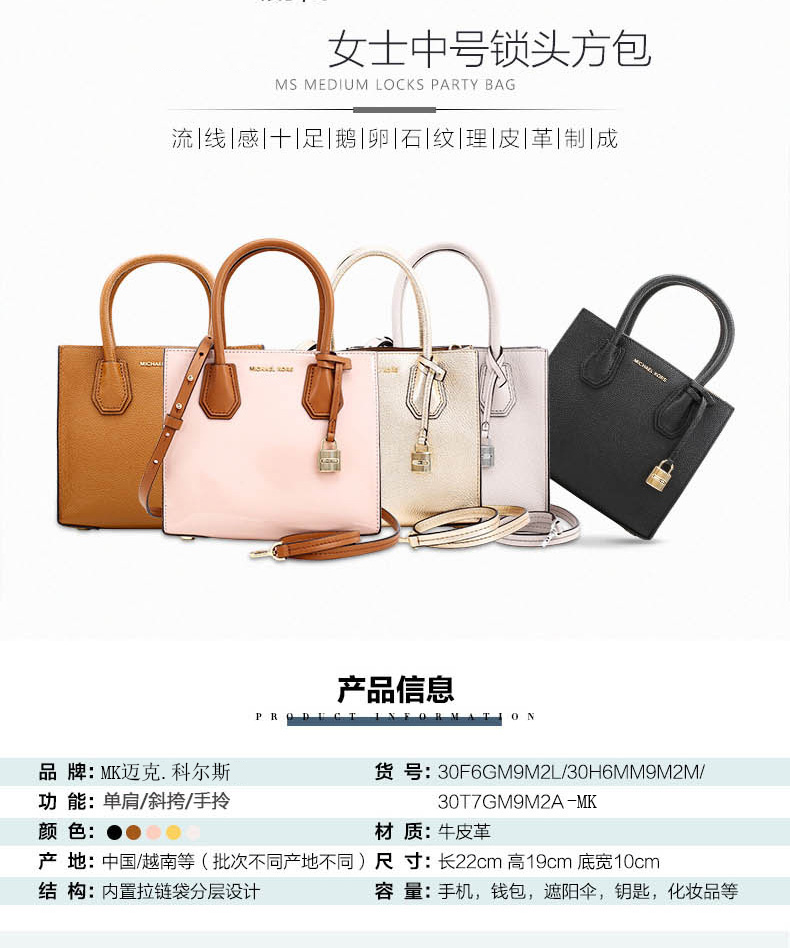 女士中号锁头方包
MS MEDIUM LOCKS PARTY BAG
流|线|感|十|足|鹅|卵|石|纹|理|皮|革|制|成
MICHAEL
MICHAEL KORS
MICHAEL KORS
产品信息
PRODUCT INFORMATION
品 牌：MK迈克.科尔斯
货 号：30F6GM9M2L/30H6MM9M2M/
功 能：单肩/斜挎/手拎
30T7GM9M2A-MK
颜 色：
材 质：牛皮革
产 地：中国/越南等（批次不同产地不同）
尺 寸：长22cm 高19cm 底宽10cm
结 构：内置拉链袋分层设计
容 量：手机，钱包，遮阳伞，钥匙，化妆品等